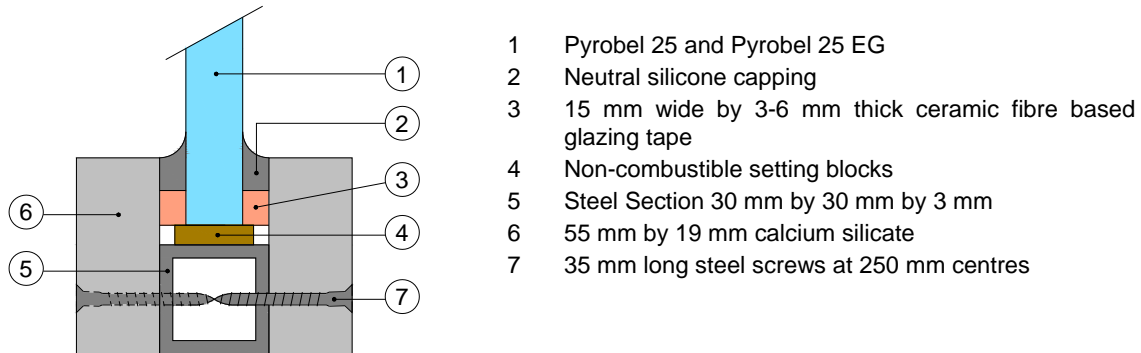 1
2
3
4
5
6
7
1 Pyrobel 25 and Pyrobel 25 EG
2 Neutral silicone capping
3 15 mm wide by 3-6 mm thick ceramic fibre based
glazing tape
4 Non-combustible setting blocks
5 Steel Section 30 mm by 30 mm by 3 mm
6 55 mm by 19 mm calcium silicate
7 35 mm long steel screws at 250 mm centres